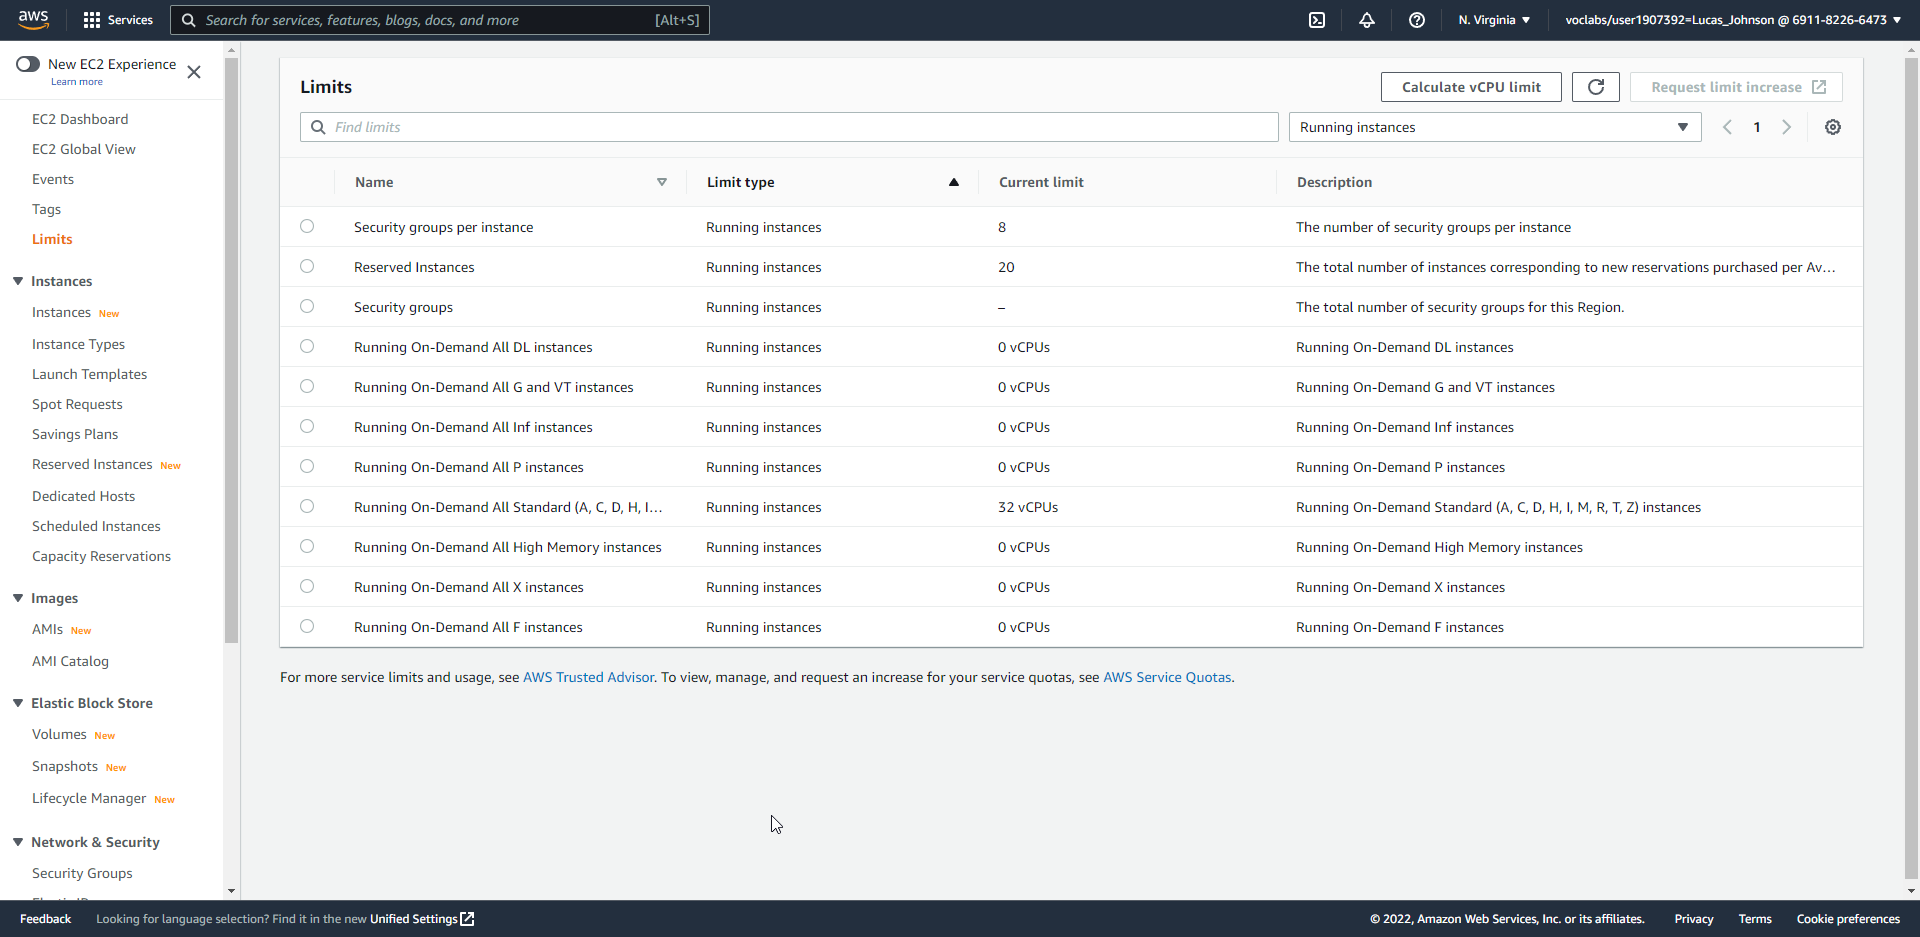 aws
Services
Search for services, features, blogs, docs, and more
[Alt+S]
N. Virginia
voclabs/user1907392=Lucas_Johnson @ 6911-8226-6473
New EC2 Experience
Learn more
EC2 Dashboard
EC2 Global View
Events
Tags
Limits
Instances
Instances New
Instance Types
Launch Templates
Spot Requests
Savings Plans
Reserved Instances New
Dedicated Hosts
Scheduled Instances
Capacity Reservations
Images
AMIs New
AMI Catalog
Elastic Block Store
Volumes New
Snapshots New
Lifecycle Manager New
Network & Security
Security Groups
Limits
Calculate vCPU limit
Request limit increase
Find limits
Running instances
1
Name Limit type Current limit Description
Security groups per instance Running instances 8 The number of security groups per instance
Reserved Instances Running instances 20 The total number of instances corresponding to new reservations purchased per Av...
Security groups Running instances – The total number of security groups for this Region.
Running On-Demand All DL instances Running instances 0 vCPUs Running On-Demand DL instances
Running On-Demand All G and VT instances Running instances 0 vCPUs Running On-Demand G and VT instances
Running On-Demand All Inf instances Running instances 0 vCPUs Running On-Demand Inf instances
Running On-Demand All P instances Running instances 0 vCPUs Running On-Demand P instances
Running On-Demand All Standard (A, C, D, H, I... Running instances 32 vCPUs Running On-Demand Standard (A, C, D, H, I, M, R, T, Z) instances
Running On-Demand All High Memory instances Running instances 0 vCPUs Running On-Demand High Memory instances
Running On-Demand All X instances Running instances 0 vCPUs Running On-Demand X instances
Running On-Demand All F instances Running instances 0 vCPUs Running On-Demand F instances
For more service limits and usage, see AWS Trusted Advisor. To view, manage, and request an increase for your service quotas, see AWS Service Quotas.
Feedback
Looking for language selection? Find it in the new Unified Settings
© 2022, Amazon Web Services, Inc. or its affiliates.
Privacy
Terms
Cookie preferences